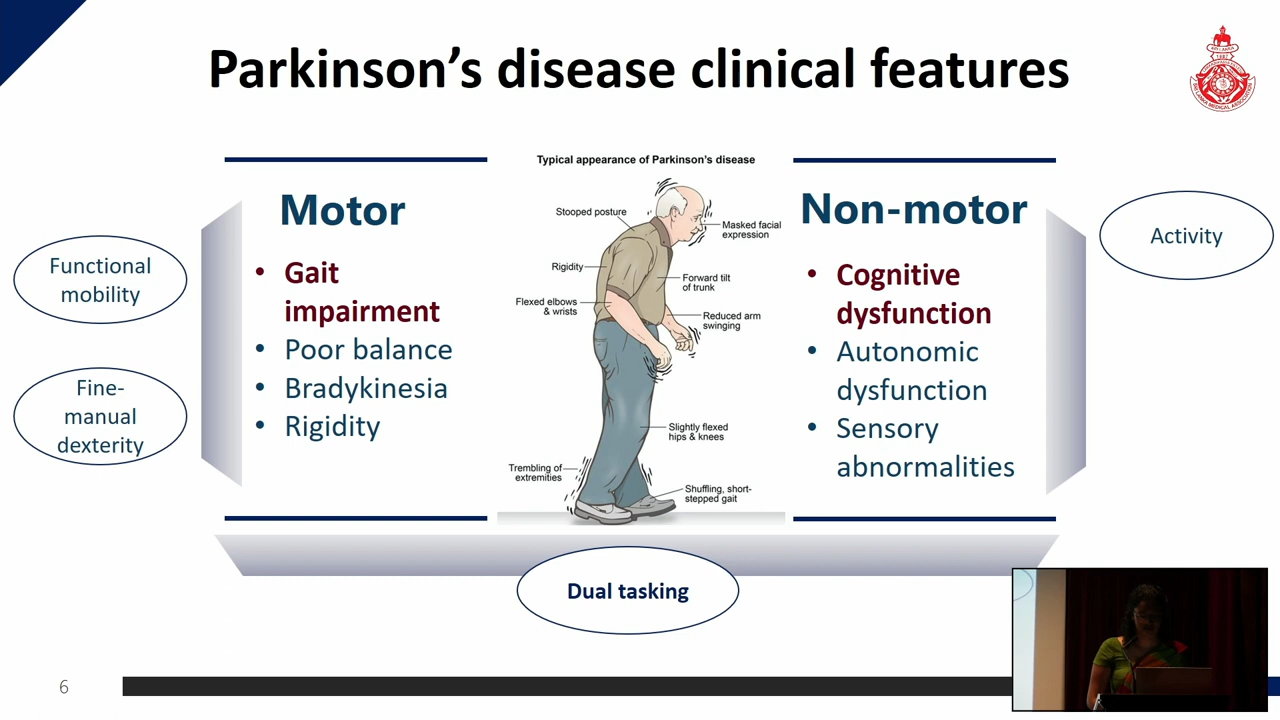 Parkinson's disease clinical features
Functional
mobility
Fine-
manual
dexterity
Motor
• Gait
impairment
• Poor balance
• Bradykinesia
• Rigidity
Typical appearance of Parkinson's disease
Stooped posture
Masked facial
expression
Rigidity
Forward tilt
of trunk
Flexed elbows
& wrists
Reduced arm
swinging
Slightly flexed
hips & knees
Trembling of
extremities
Shuffling, short-
stepped gait
Non-motor
• Cognitive
dysfunction
• Autonomic
dysfunction
• Sensory
abnormalities
Activity
Dual tasking
6